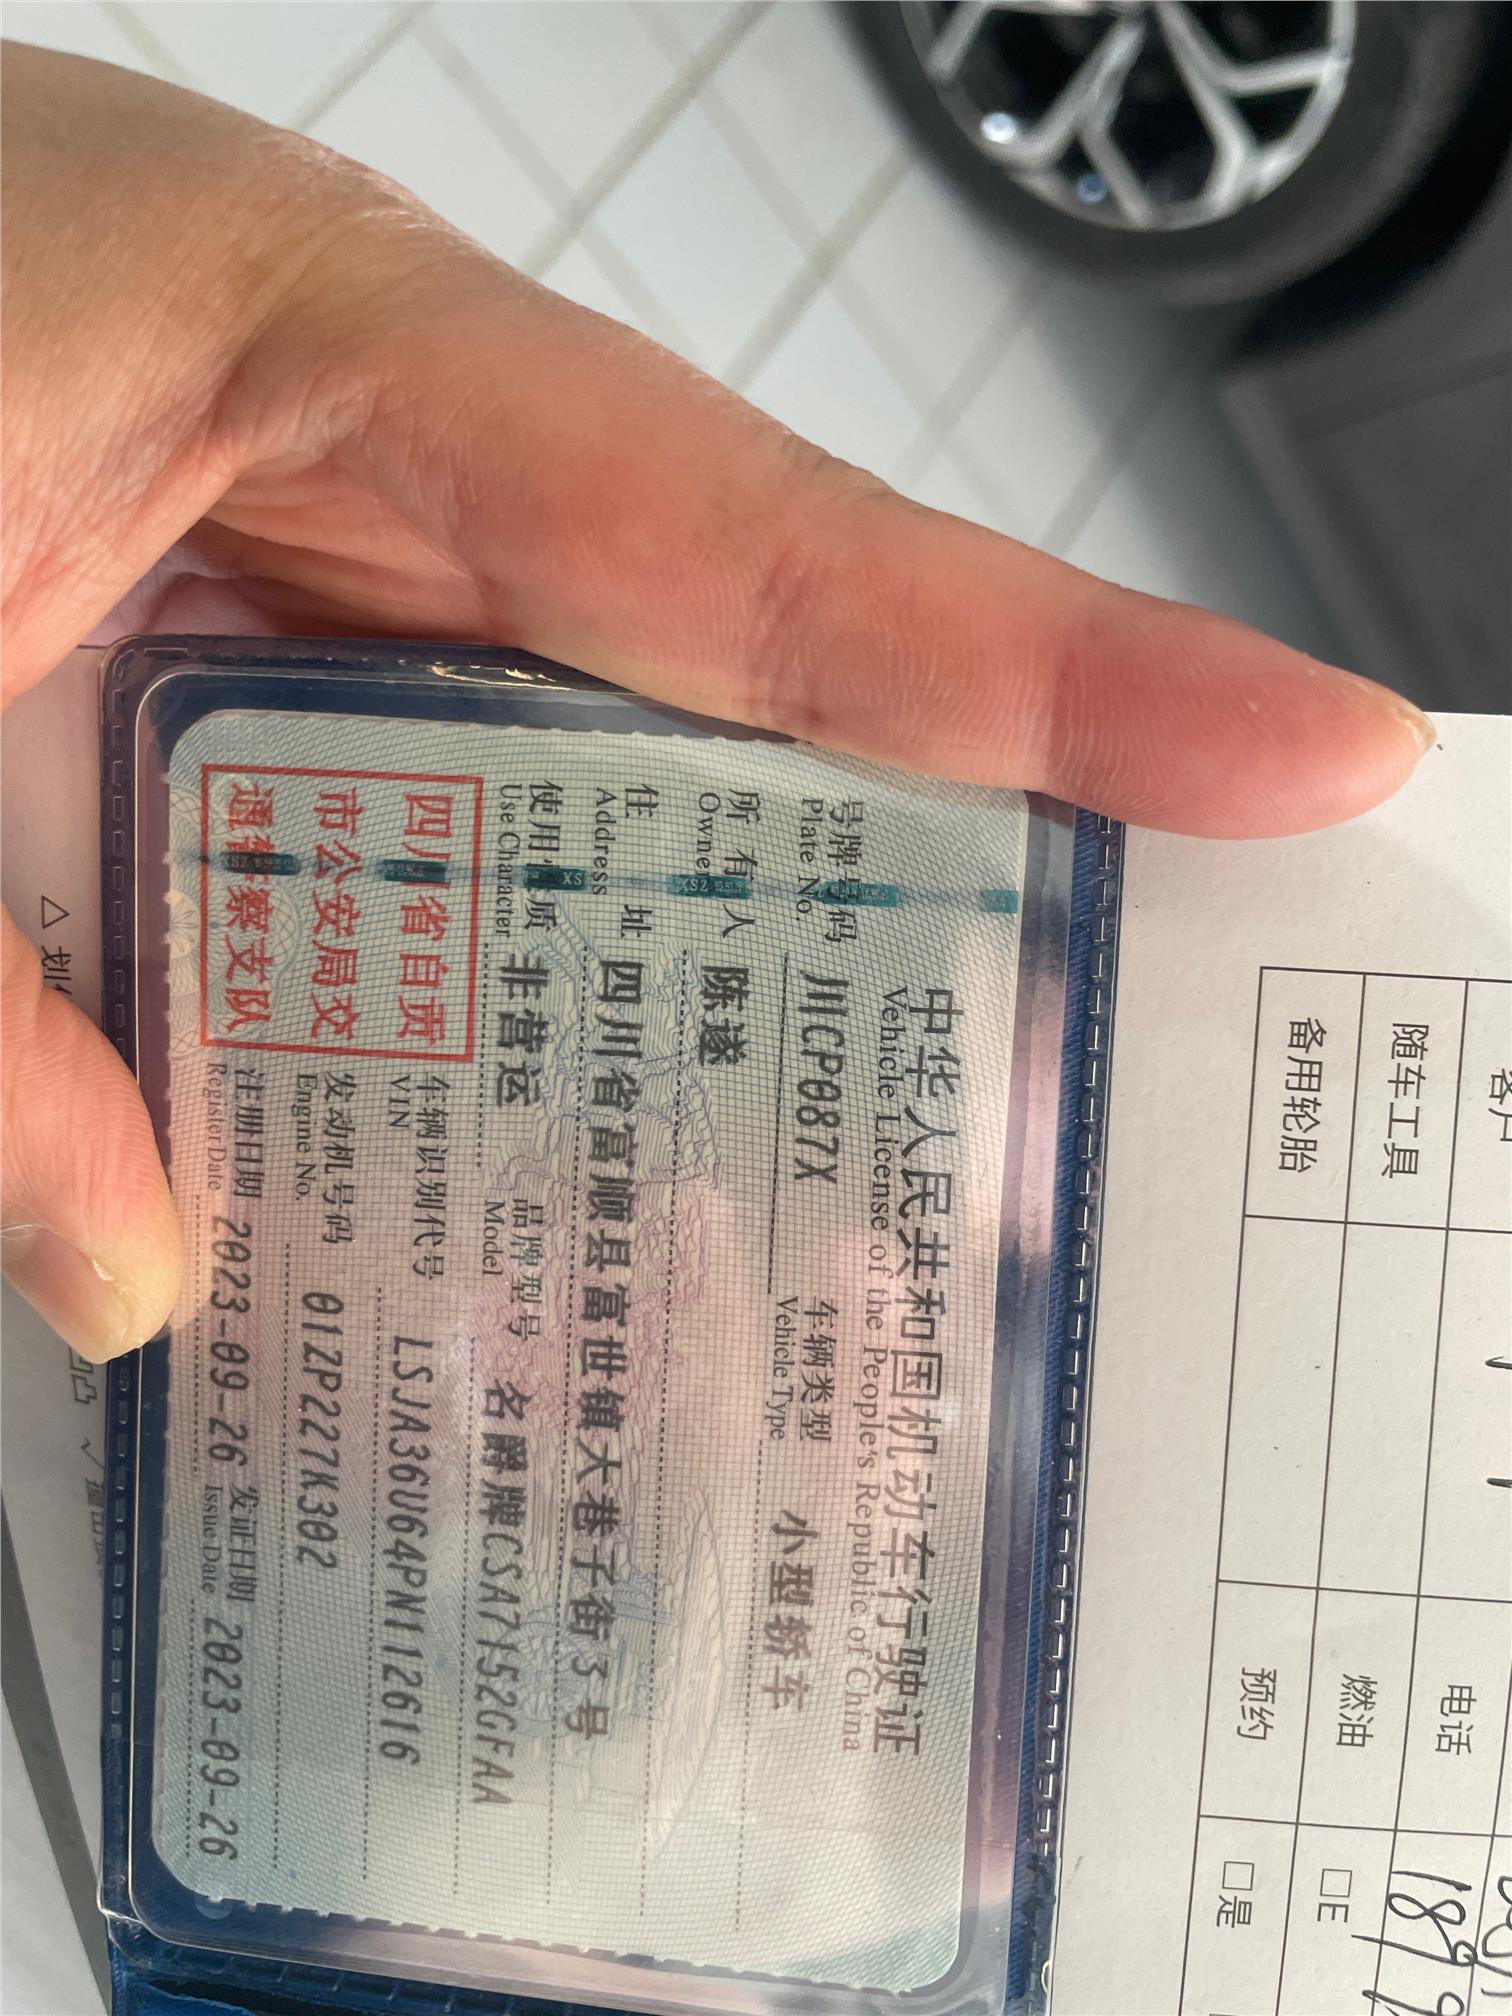 中华人民共和国机动车行驶证
Vehicle License of the People's Republic of China
号牌号码 川CP087X 车辆类型 小型轿车
Plate No. Vehicle Type
所有人 陈遂
Owner
住址 四川省富顺县富世镇大巷子街3号
Address
使用性质 非营运 品牌型号 名爵牌CSA7152GFAA
Use Character Model
四川省自贡
市公安局交
通警察支队
车辆识别代号 LSJA36U64PN112616
VIN
发动机号码 012P227K302
Engine No.
注册日期 2023-09-26 发证日期 2023-09-26
Register Date Issue Date
电话
随车工具 燃油 □E
备用轮胎 预约 □是